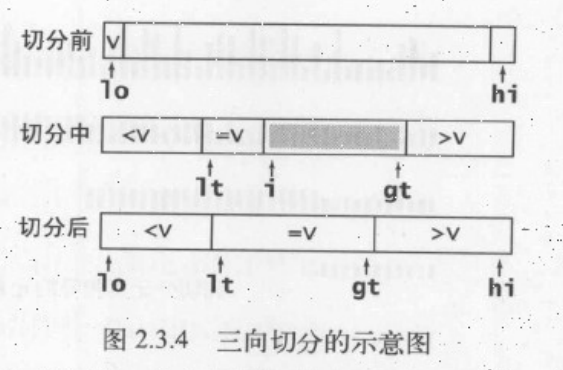 切分前 v
lo hi
切分中 <v =v >v
lt i gt
切分后 <v =v >v
lo lt gt hi
图 2.3.4 三向切分的示意图